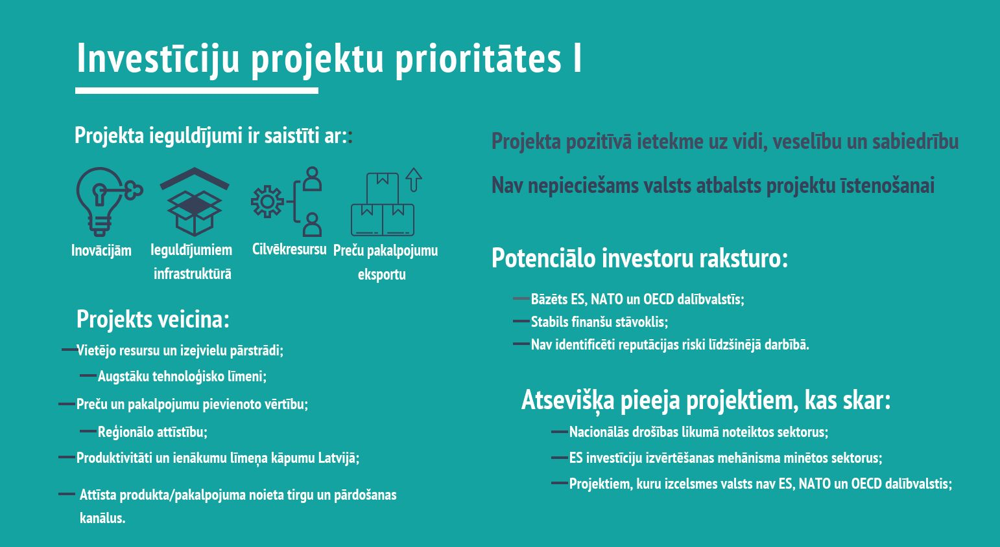 Investīciju projektu prioritātes I
Projekta ieguldījumi ir saistīti ar::
Inovācijām
Ieguldījumiem
infrastruktūrā
Cilvēkresursu
Preču pakalpojumu
eksportu
Projekts veicina:
Vietējo resursu un izejvielu pārstrādi;
Augstāku tehnoloģisko līmeni;
Preču un pakalpojumu pievienoto vērtību;
Reģionālo attīstību;
Produktivitāti un ienākumu līmeņa kāpumu Latvijā;
Attīsta produkta/pakalpojuma noieta tirgu un pārdošanas
kanālus.
Projekta pozitīvā ietekme uz vidi, veselību un sabiedrību
Nav nepieciešams valsts atbalsts projektu īstenošanai
Potenciālo investoru raksturo:
Bāzēts ES, NATO un OECD dalībvalstīs;
Stabils finanšu stāvoklis;
Nav identificēti reputācijas riski līdzšinējā darbībā.
Atsevišķa pieeja projektiem, kas skar:
Nacionālās drošības likumā noteiktos sektorus;
ES investīciju izvērtēšanas mehānisma minētos sektorus;
Projektiem, kuru izcelsmes valsts nav ES, NATO un OECD dalībvalstis;